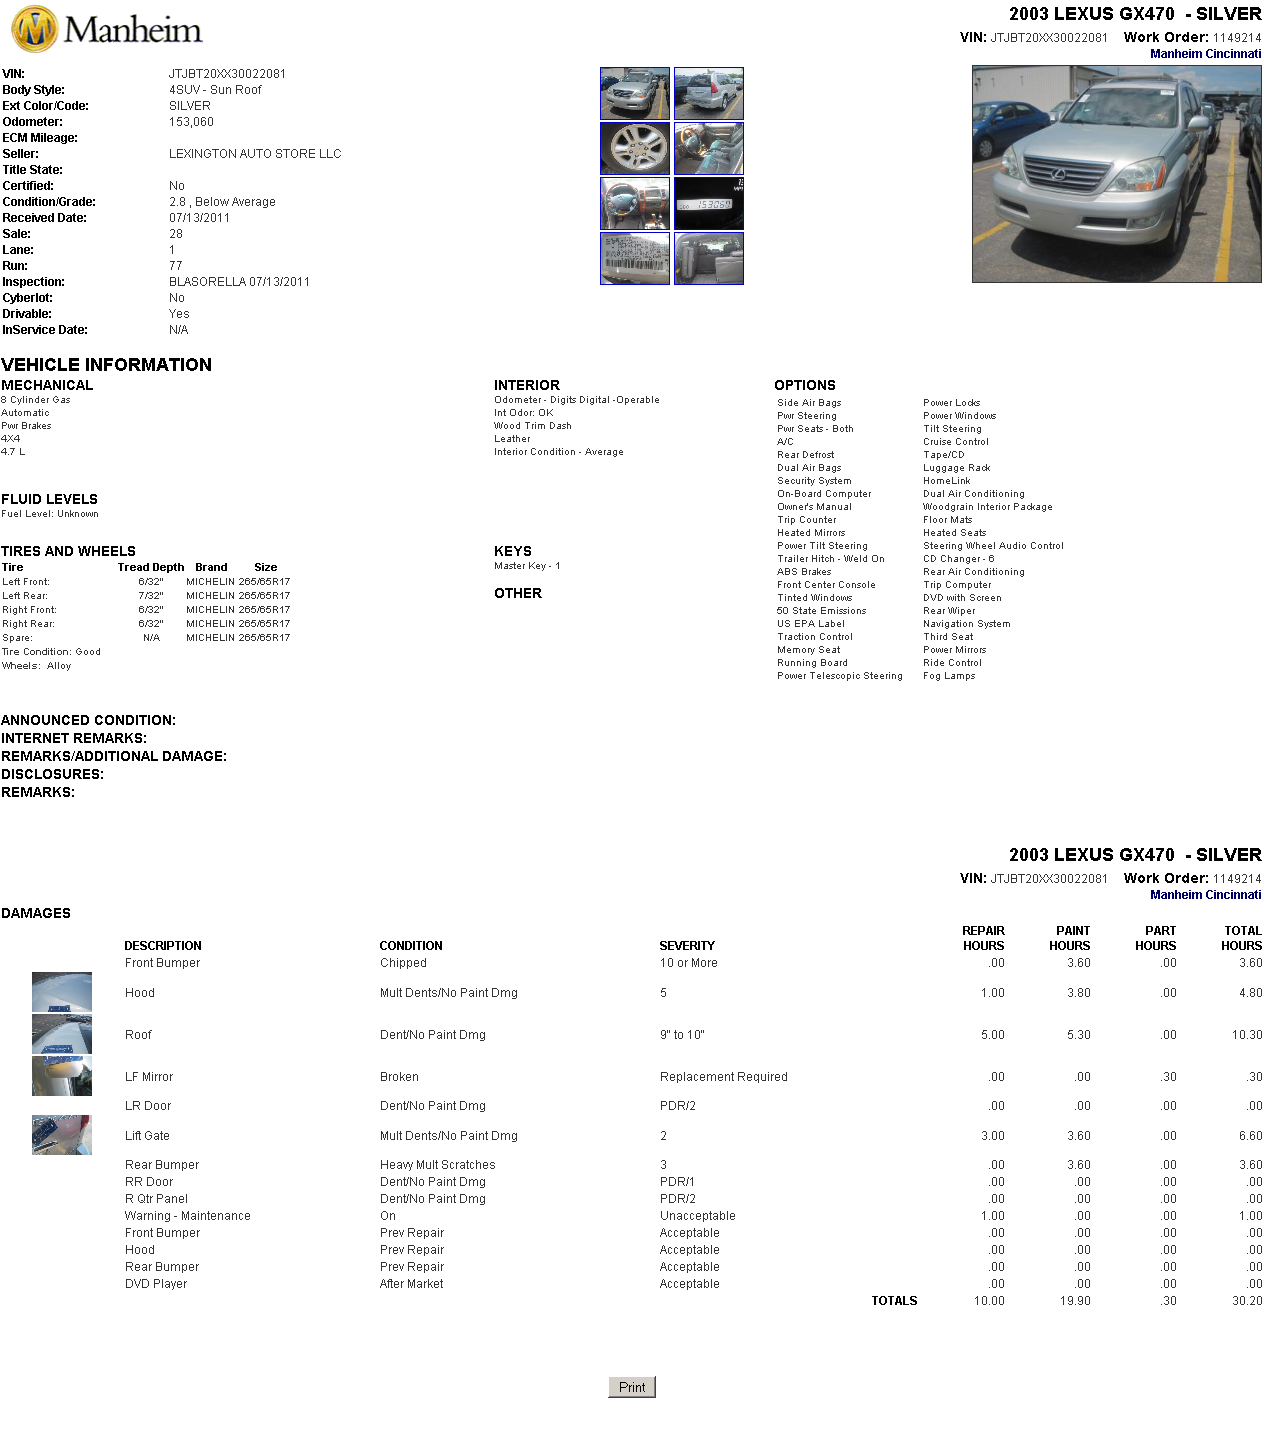 Manheim
2003 LEXUS GX470 - SILVER
VIN: JTJBT20XX30022081 Work Order: 1149214
Manheim Cincinnati
VIN: JTJBT20XX30022081
Body Style: 4SUV - Sun Roof
Ext Color/Code: SILVER
Odometer: 153,060
ECM Mileage:
Seller: LEXINGTON AUTO STORE LLC
Title State:
Certified: No
Condition/Grade: 2.8 , Below Average
Received Date: 07/13/2011
Sale: 28
Lane: 1
Run: 77
Inspection: BLASORELLA 07/13/2011
Cyberlot: No
Drivable: Yes
InService Date: N/A
153060
VEHICLE INFORMATION
MECHANICAL
8 Cylinder Gas
Automatic
Pwr Brakes
4X4
4.7 L
FLUID LEVELS
Fuel Level: Unknown
TIRES AND WHEELS
Tire Tread Depth Brand Size
Left Front: 6/32" MICHELIN 265/65R17
Left Rear: 7/32" MICHELIN 265/65R17
Right Front: 6/32" MICHELIN 265/65R17
Right Rear: 6/32" MICHELIN 265/65R17
Spare: N/A MICHELIN 265/65R17
Tire Condition: Good
Wheels: Alloy
INTERIOR
Odometer - Digits Digital -Operable
Int Odor: OK
Wood Trim Dash
Leather
Interior Condition - Average
KEYS
Master Key - 1
OTHER
OPTIONS
Side Air Bags Power Locks
Pwr Steering Power Windows
Pwr Seats - Both Tilt Steering
A/C Cruise Control
Rear Defrost Tape/CD
Dual Air Bags Luggage Rack
Security System HomeLink
On-Board Computer Dual Air Conditioning
Owner's Manual Woodgrain Interior Package
Trip Counter Floor Mats
Heated Mirrors Heated Seats
Power Tilt Steering Steering Wheel Audio Control
Trailer Hitch - Weld On CD Changer - 6
ABS Brakes Rear Air Conditioning
Front Center Console Trip Computer
Tinted Windows DVD with Screen
50 State Emissions Rear Wiper
US EPA Label Navigation System
Traction Control Third Seat
Memory Seat Power Mirrors
Running Board Ride Control
Power Telescopic Steering Fog Lamps
ANNOUNCED CONDITION:
INTERNET REMARKS:
REMARKS/ADDITIONAL DAMAGE:
DISCLOSURES:
REMARKS:
2003 LEXUS GX470 - SILVER
VIN: JTJBT20XX30022081 Work Order: 1149214
Manheim Cincinnati
DAMAGES
DESCRIPTION CONDITION SEVERITY REPAIR HOURS PAINT HOURS PART HOURS TOTAL HOURS
Front Bumper Chipped 10 or More .00 3.60 .00 3.60
Hood Mult Dents/No Paint Dmg 5 1.00 3.80 .00 4.80
Roof Dent/No Paint Dmg 9" to 10" 5.00 5.30 .00 10.30
LF Mirror Broken Replacement Required .00 .00 .30 .30
LR Door Dent/No Paint Dmg PDR/2 .00 .00 .00 .00
Lift Gate Mult Dents/No Paint Dmg 2 3.00 3.60 .00 6.60
Rear Bumper Heavy Mult Scratches 3 .00 3.60 .00 3.60
RR Door Dent/No Paint Dmg PDR/1 .00 .00 .00 .00
R Qtr Panel Dent/No Paint Dmg PDR/2 .00 .00 .00 .00
Warning - Maintenance On Unacceptable 1.00 .00 .00 1.00
Front Bumper Prev Repair Acceptable .00 .00 .00 .00
Hood Prev Repair Acceptable .00 .00 .00 .00
Rear Bumper Prev Repair Acceptable .00 .00 .00 .00
DVD Player After Market Acceptable .00 .00 .00 .00
TOTALS 10.00 19.90 .30 30.20
Print